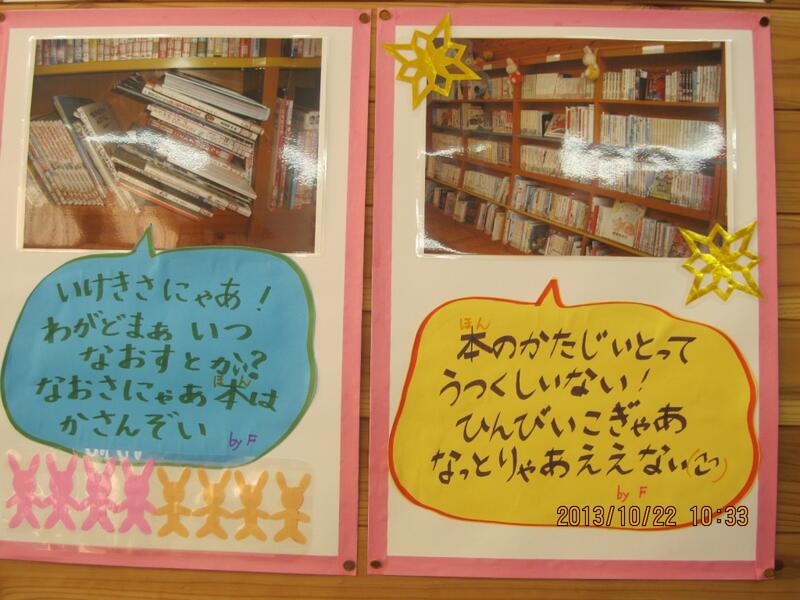 いけきさにゃあ！
わがどまぁ いつ
なおすとかい？
なおさにゃあ本は
ほん
かさんぞい
by F
ほん
本のかたじいとって
うつくしいない！
ひんびいこぎゃあ
なっとりゃあええない(こつ)
by F
2013/10/22 10:33